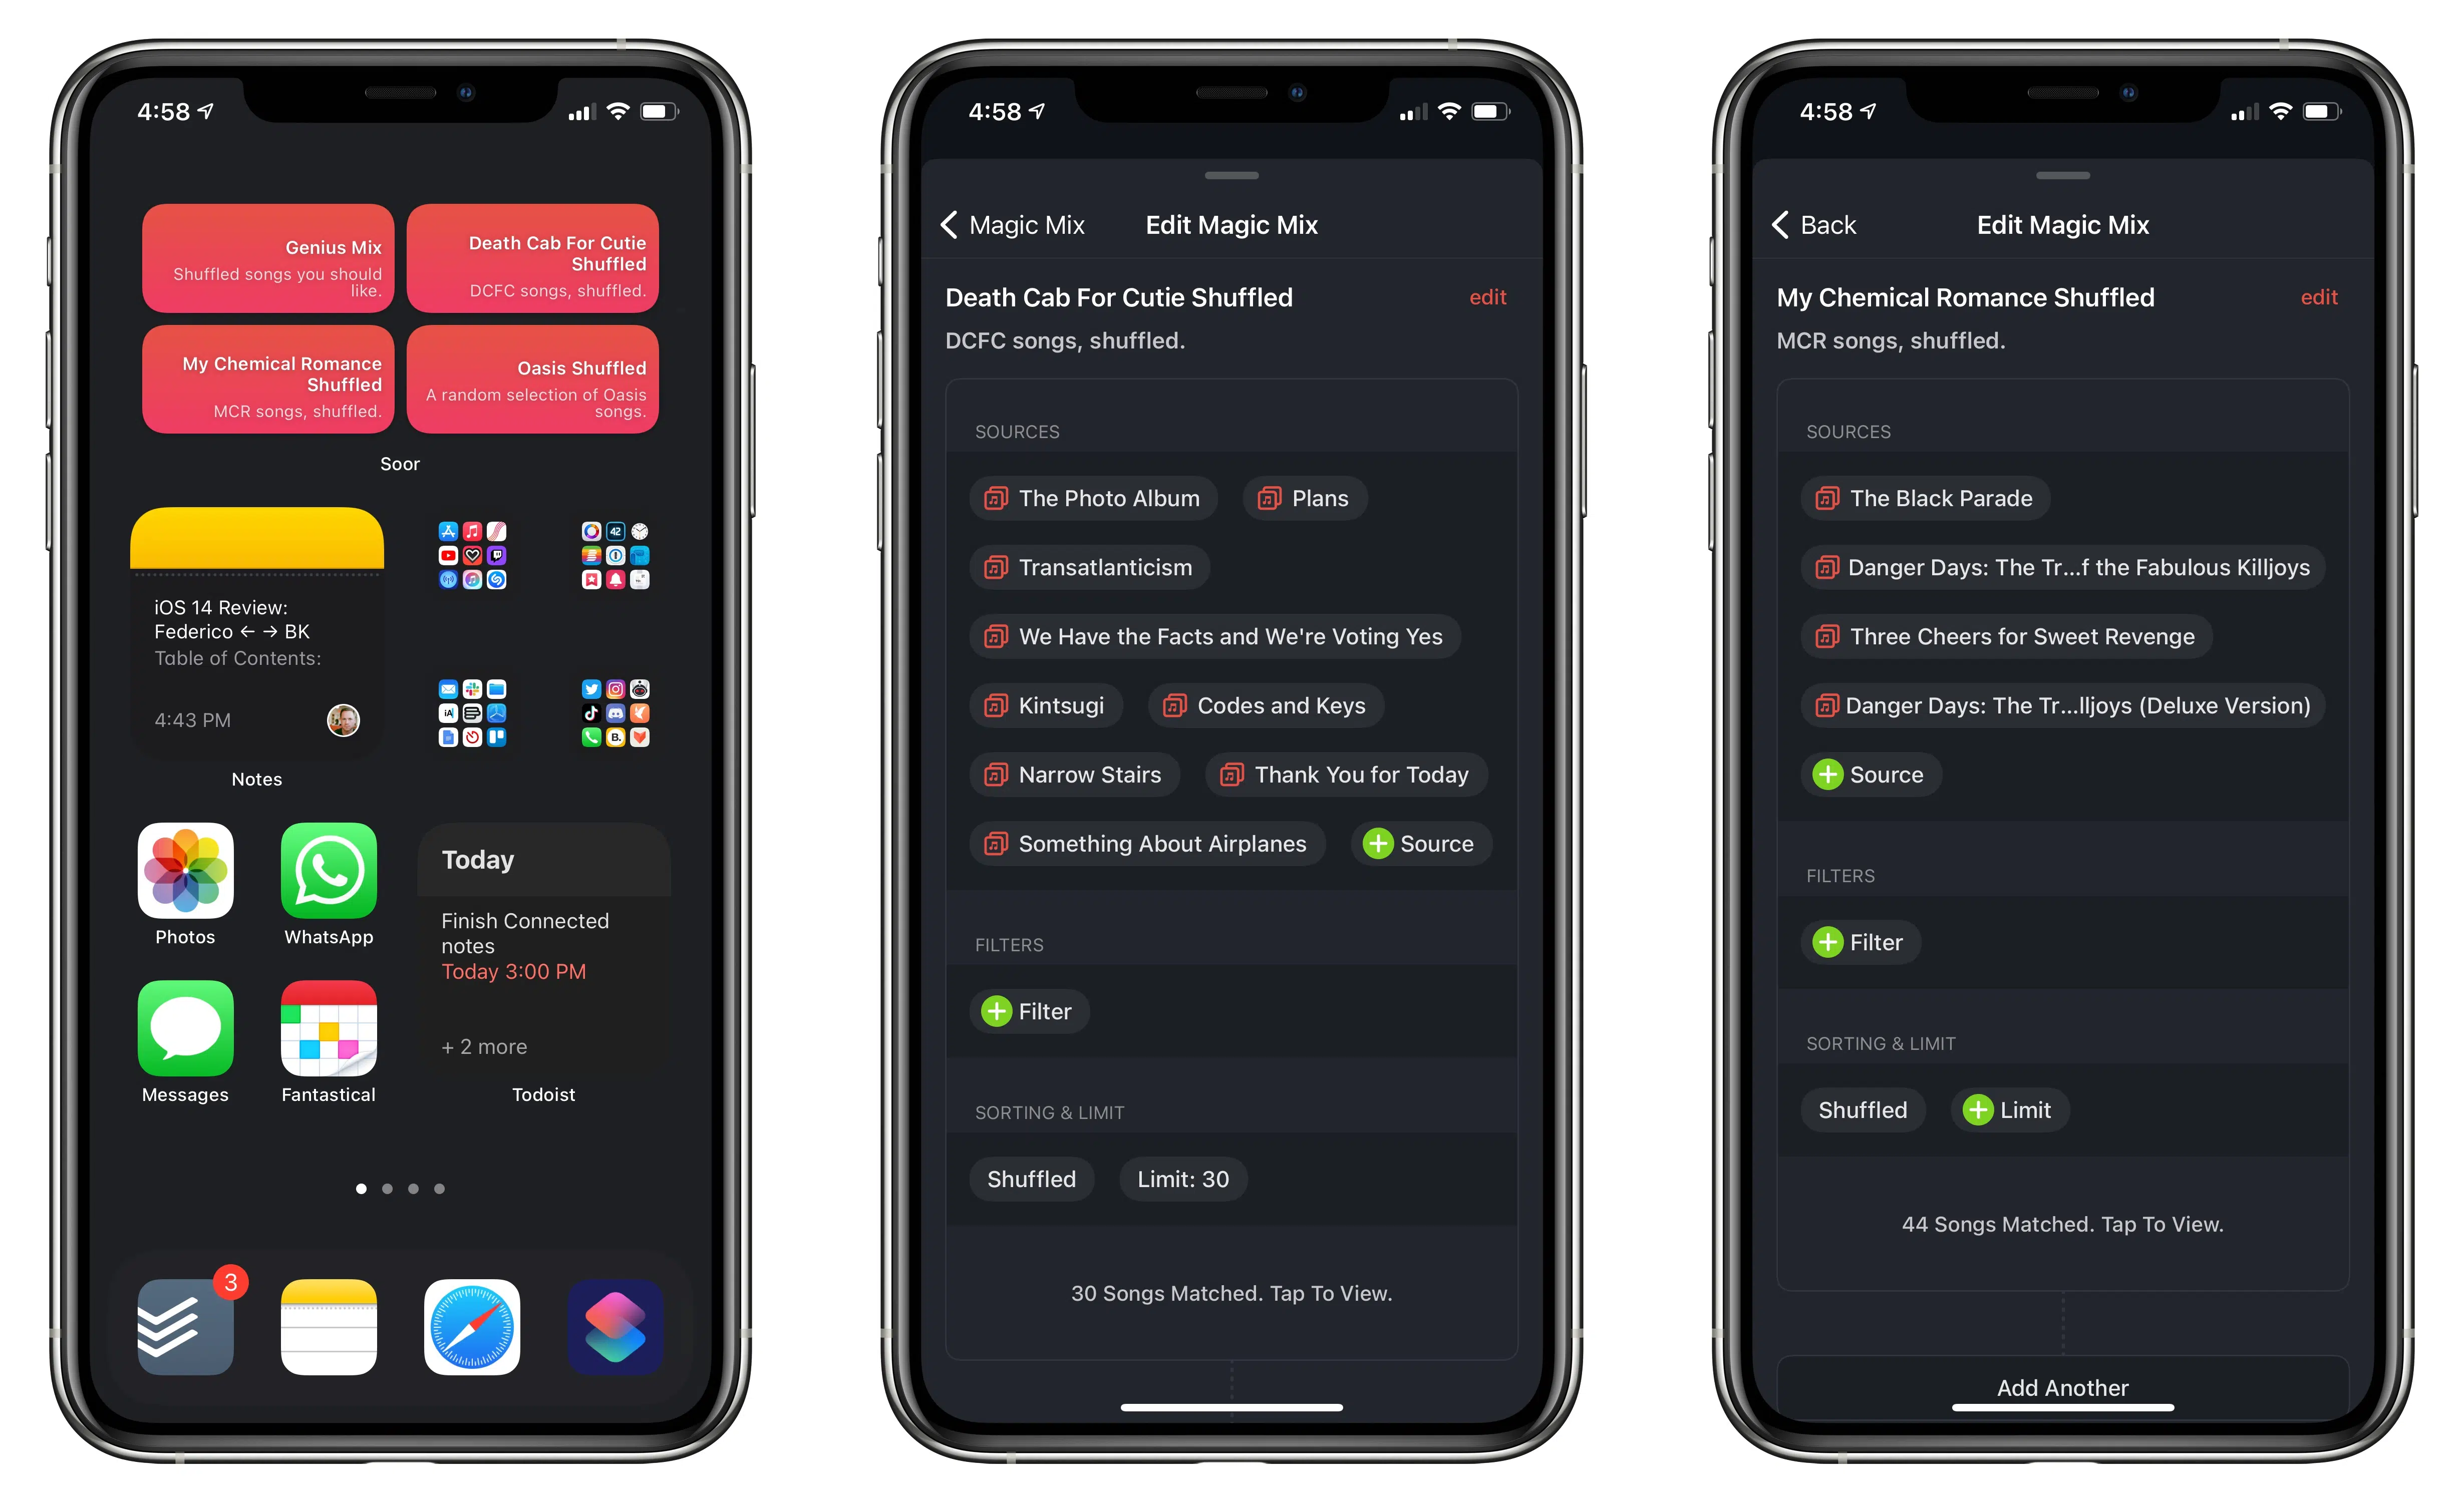 4:58
Genius Mix
Shuffled songs you should
like.
Death Cab For Cutie
Shuffled
DCFC songs, shuffled.
My Chemical Romance
Shuffled
MCR songs, shuffled.
Oasis Shuffled
A random selection of Oasis
songs.
Soor
iOS 14 Review:
Federico ← → BK
Table of Contents:
4:43 PM
Notes
42
iA
B.
Photos
WhatsApp
Today
Finish Connected
notes
Today 3:00 PM
+ 2 more
Messages
Fantastical
Todoist
3
4:58
Magic Mix
Edit Magic Mix
Death Cab For Cutie Shuffled
edit
DCFC songs, shuffled.
SOURCES
The Photo Album
Plans
Transatlanticism
We Have the Facts and We're Voting Yes
Kintsugi
Codes and Keys
Narrow Stairs
Thank You for Today
Something About Airplanes
Source
FILTERS
Filter
SORTING & LIMIT
Shuffled
Limit: 30
30 Songs Matched. Tap To View.
4:58
Back
Edit Magic Mix
My Chemical Romance Shuffled
edit
MCR songs, shuffled.
SOURCES
The Black Parade
Danger Days: The Tr...f the Fabulous Killjoys
Three Cheers for Sweet Revenge
Danger Days: The Tr...lljoys (Deluxe Version)
Source
FILTERS
Filter
SORTING & LIMIT
Shuffled
Limit
44 Songs Matched. Tap To View.
Add Another